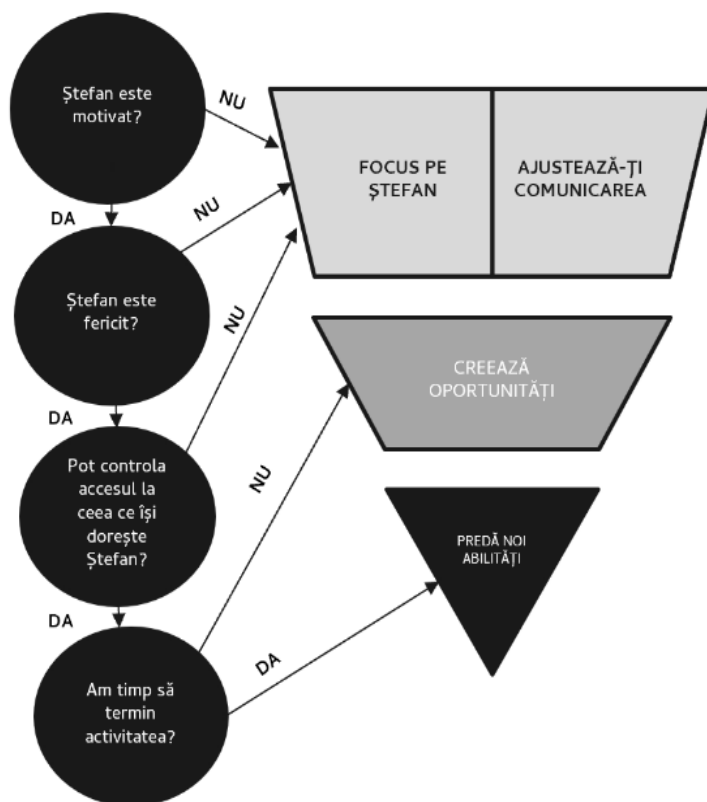 Ștefan este
motivat?
NU
FOCUS PE
ȘTEFAN
AJUSTEAZĂ-ȚI
COMUNICAREA
DA
NU
Ștefan este
fericit?
NU
DA
CREEAZĂ
OPORTUNITĂȚI
Pot controla
accesul la
ceea ce își
dorește
Ștefan?
NU
PREDĂ NOI
ABILITĂȚI
DA
Am timp să
termin
activitatea?
DA